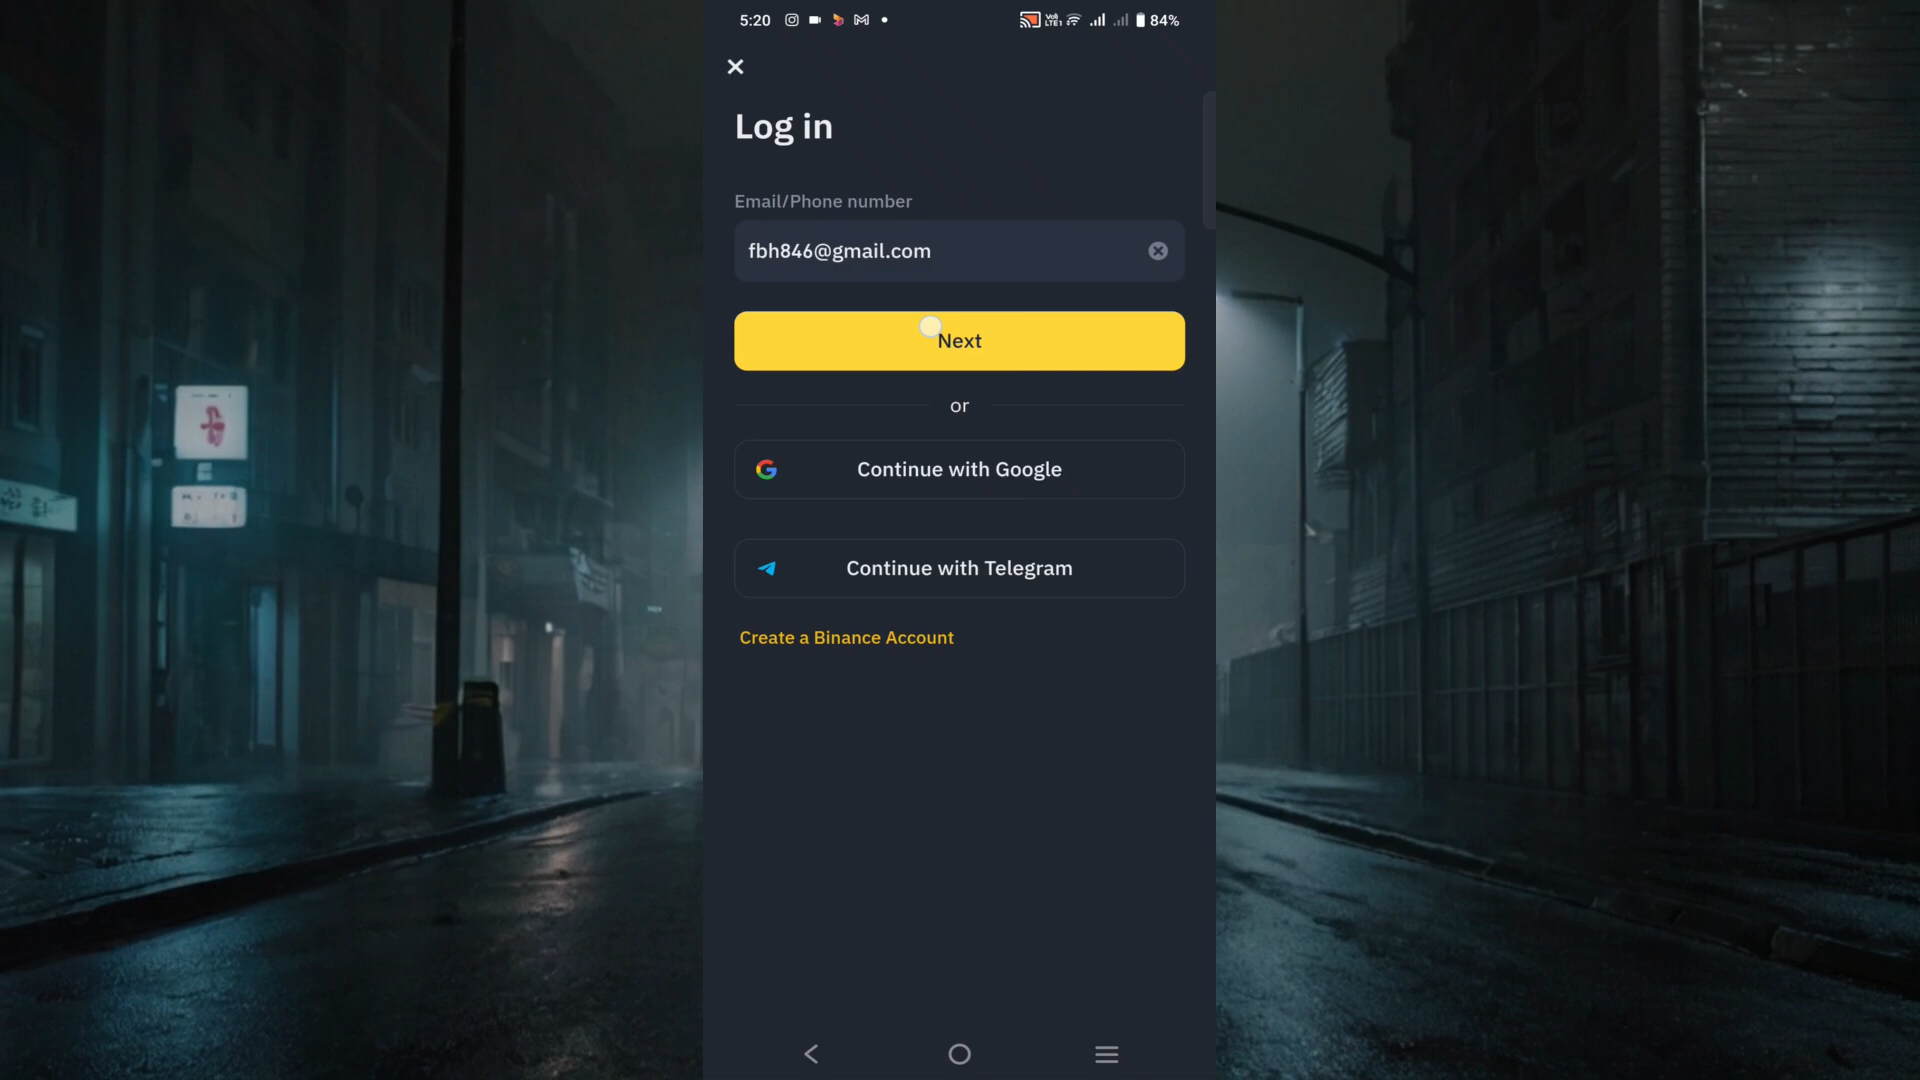 5:20
84%
Log in
Email/Phone number
fbh846@gmail.com
Next
or
Continue with Google
Continue with Telegram
Create a Binance Account